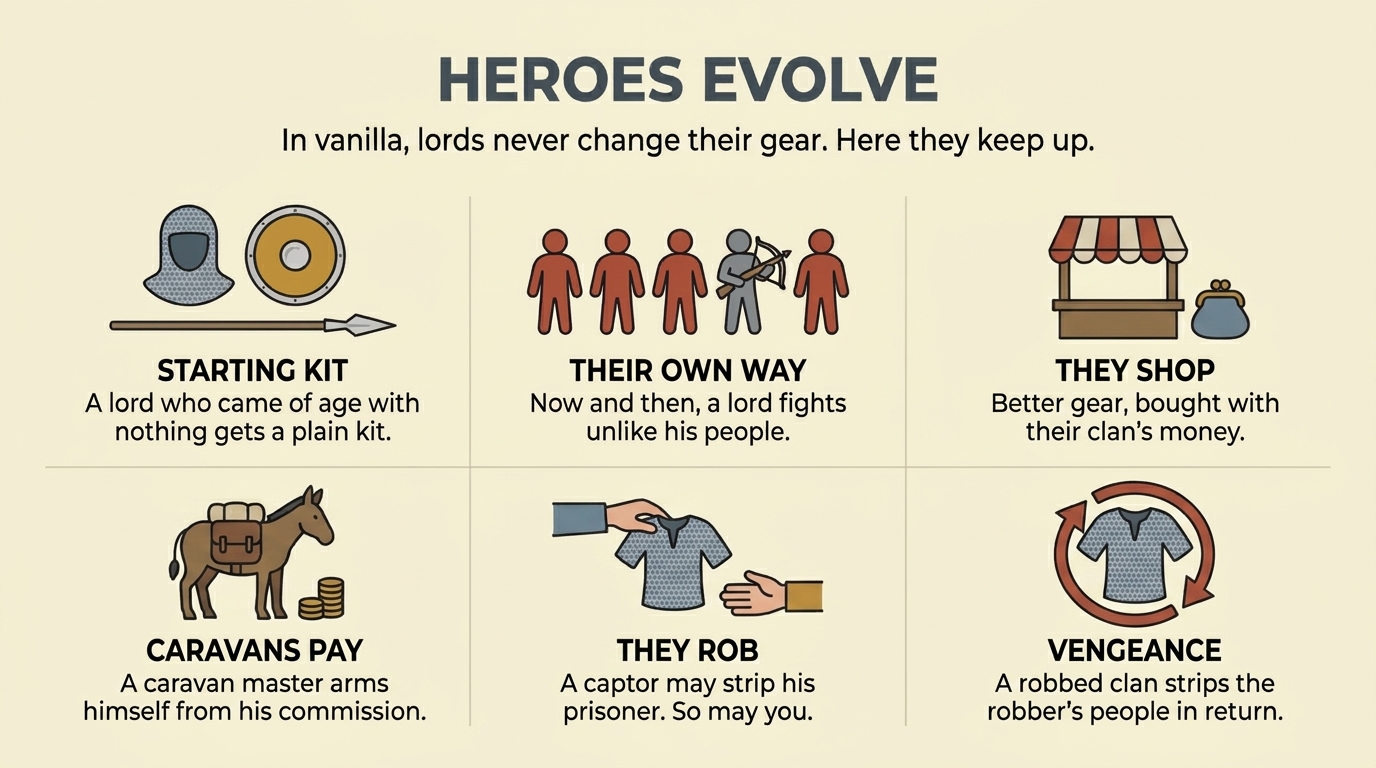 HEROES EVOLVE
In vanilla, lords never change their gear. Here they keep up.
STARTING KIT
A lord who came of age with
nothing gets a plain kit.
THEIR OWN WAY
Now and then, a lord fights
unlike his people.
THEY SHOP
Better gear, bought with
their clan's money.
CARAVANS PAY
A caravan master arms
himself from his commission.
THEY ROB
A captor may strip his
prisoner. So may you.
VENGEANCE
A robbed clan strips the
robber's people in return.